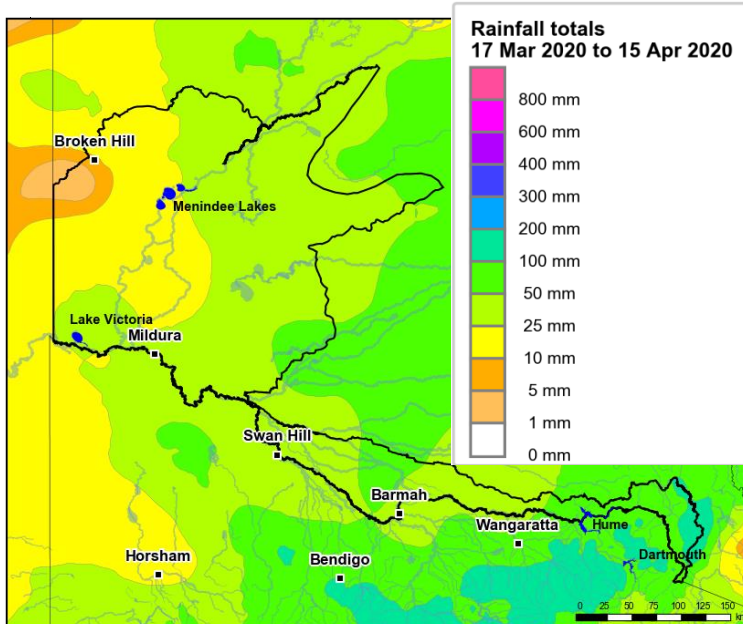 Rainfall totals
17 Mar 2020 to 15 Apr 2020
800 mm
600 mm
400 mm
300 mm
200 mm
100 mm
50 mm
25 mm
10 mm
5 mm
1 mm
0 mm
Broken Hill
Menindee Lakes
Lake Victoria
Mildura
Swan Hill
Barmah
Wangaratta
Hume
Horsham
Bendigo
Dartmouth
0 25 50 75 100 125 150